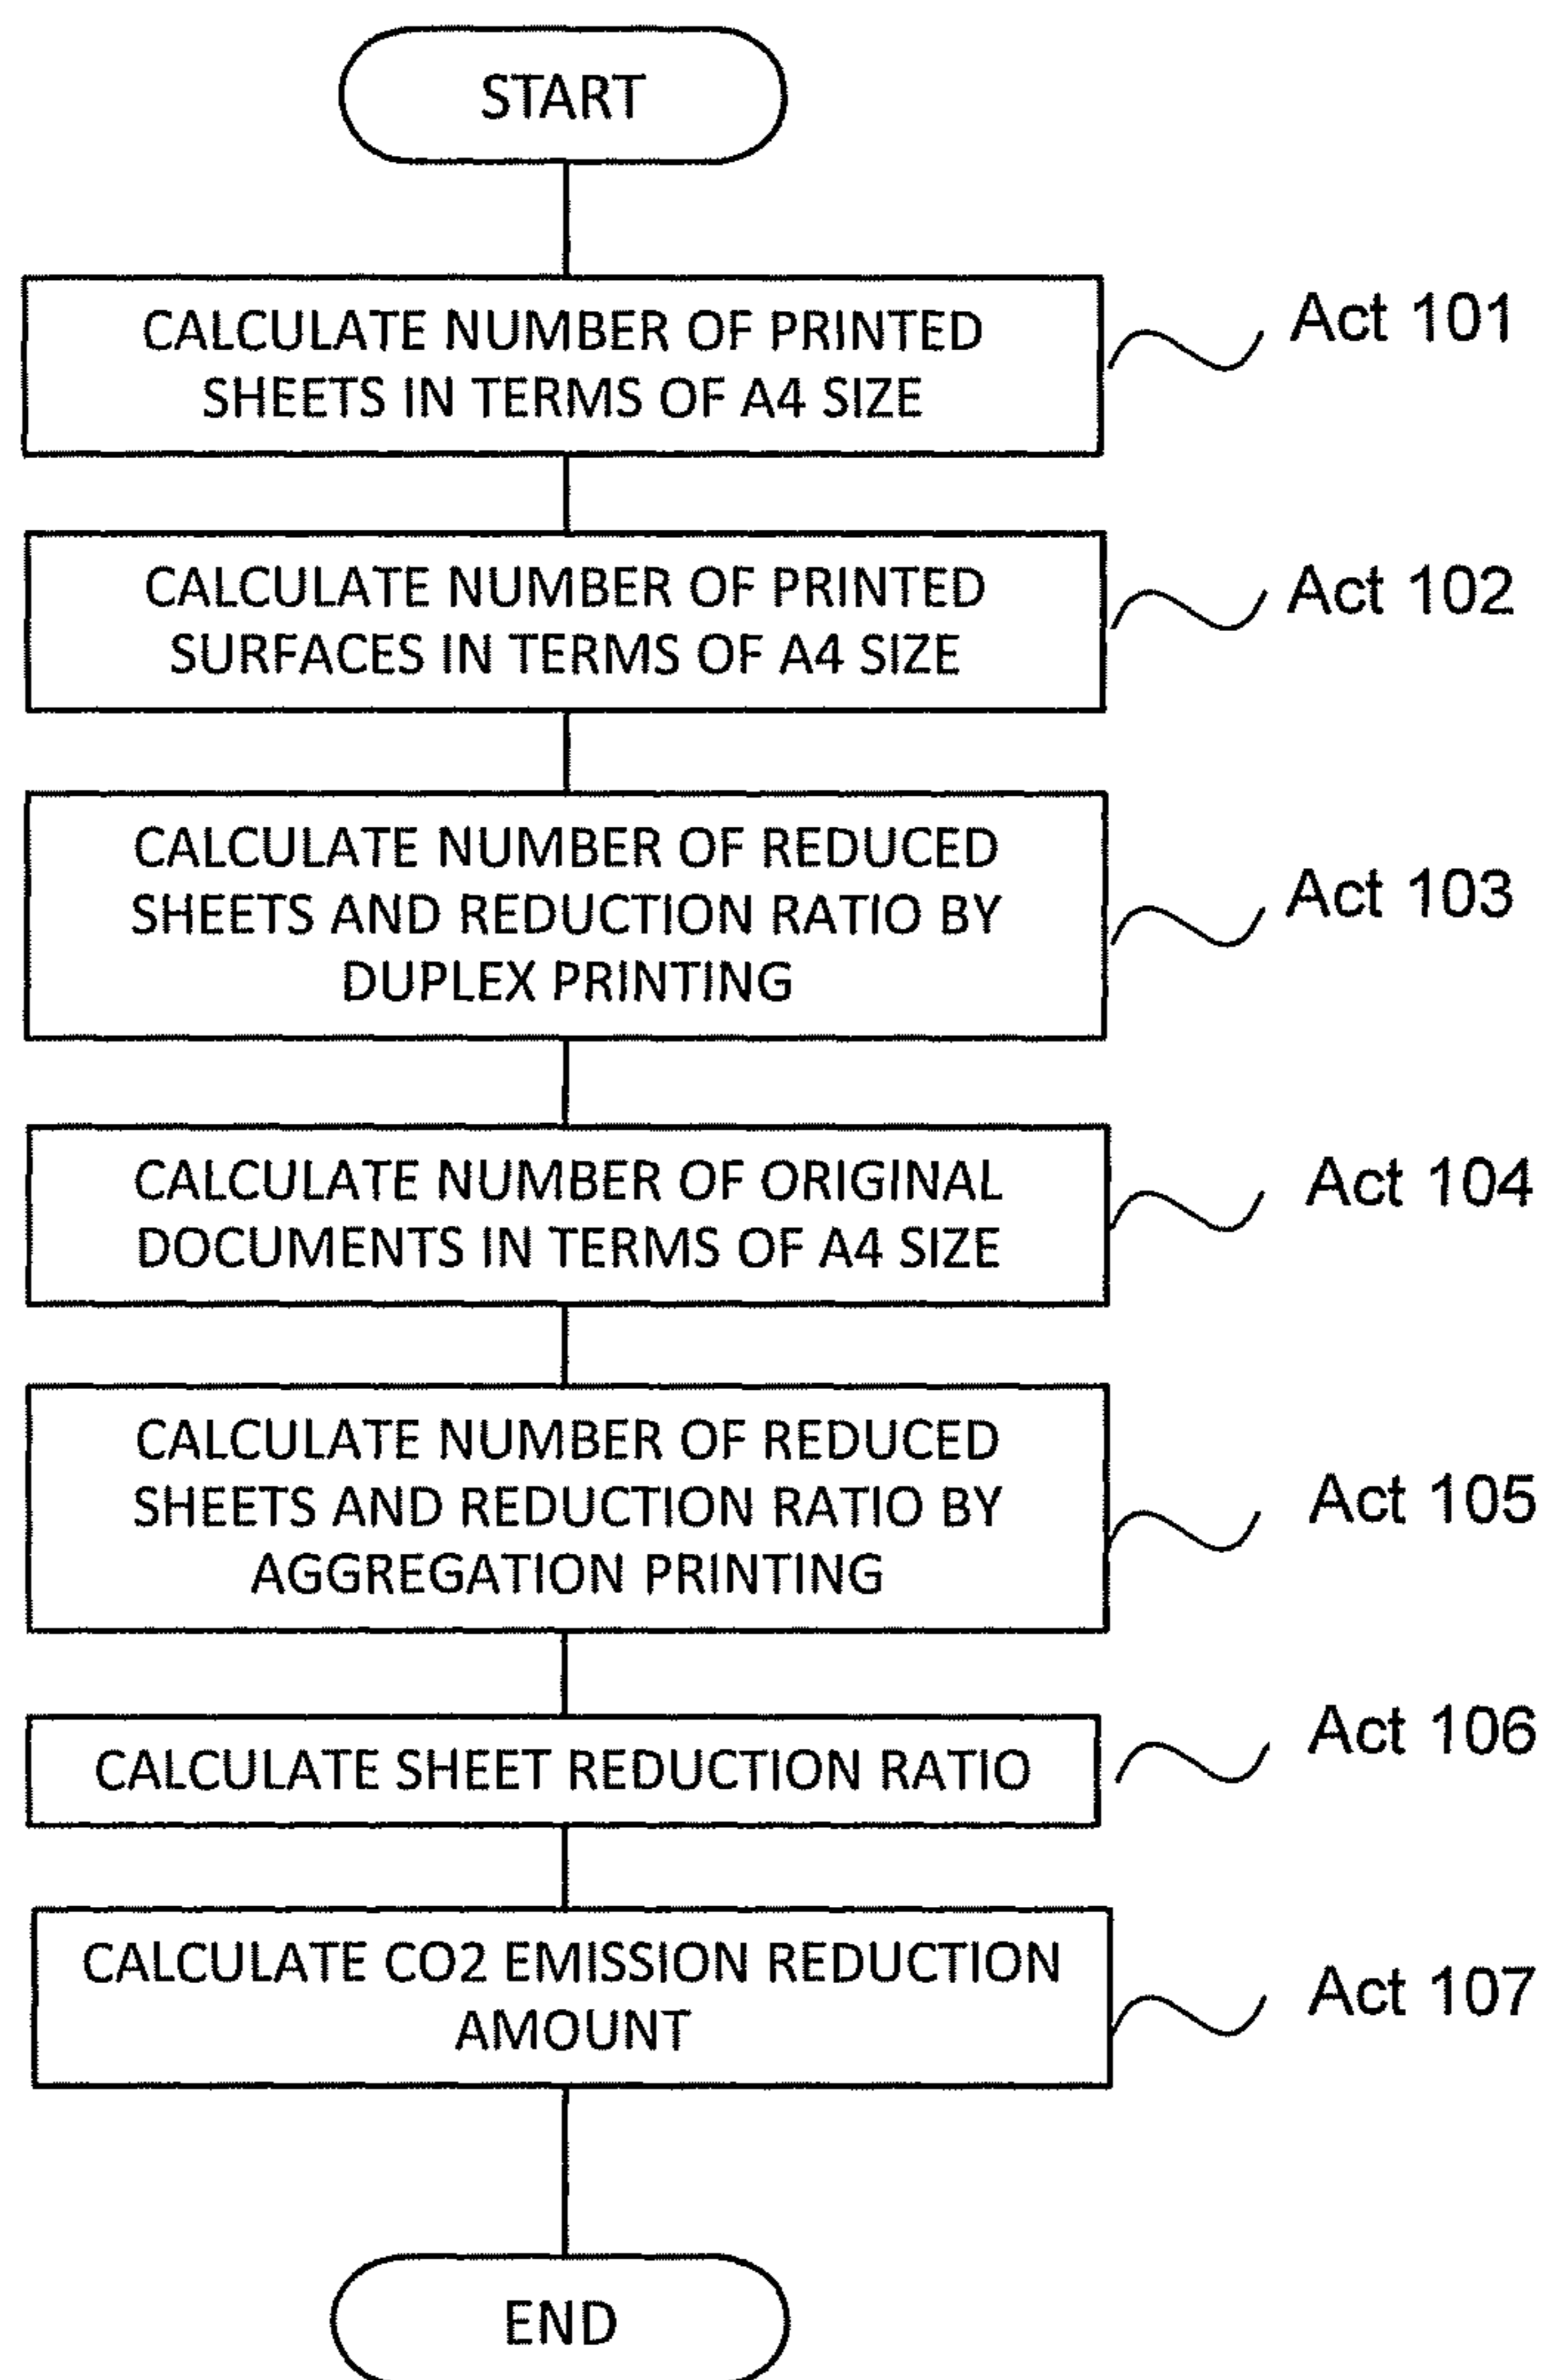 START
CALCULATE NUMBER OF PRINTED
SHEETS IN TERMS OF A4 SIZE
Act 101
CALCULATE NUMBER OF PRINTED
SURFACES IN TERMS OF A4 SIZE
Act 102
CALCULATE NUMBER OF REDUCED
SHEETS AND REDUCTION RATIO BY
DUPLEX PRINTING
Act 103
CALCULATE NUMBER OF ORIGINAL
DOCUMENTS IN TERMS OF A4 SIZE
Act 104
CALCULATE NUMBER OF REDUCED
SHEETS AND REDUCTION RATIO BY
AGGREGATION PRINTING
Act 105
CALCULATE SHEET REDUCTION RATIO
Act 106
CALCULATE CO2 EMISSION REDUCTION
AMOUNT
Act 107
END